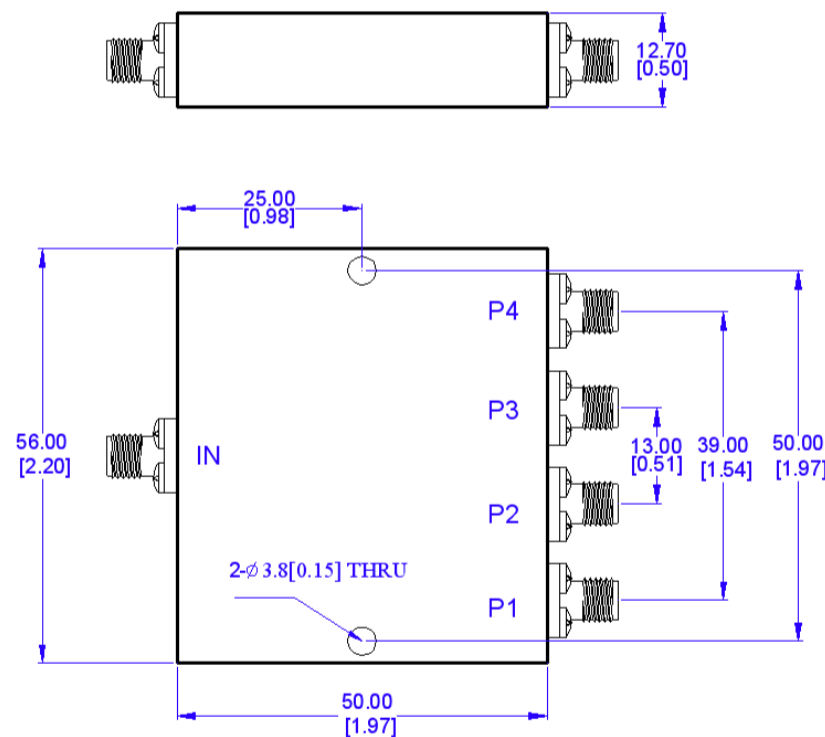 12.70
[0.50]
25.00
[0.98]
P4
P3
56.00
[2.20]
IN
13.00
[0.51]
39.00
[1.54]
50.00
[1.97]
P2
2-Ø 3.8[0.15] THRU
P1
50.00
[1.97]